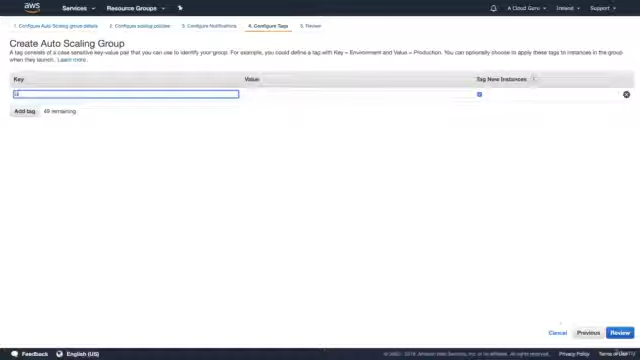 aws Services Resource Groups A Cloud Guru Ireland Support
1. Configure Auto Scaling group details 2. Configure scaling policies 3. Configure Notifications 4. Configure Tags 5. Review
Create Auto Scaling Group
A tag consists of a case sensitive key-value pair that you can use to identify your group. For example, you could define a tag with Key = Environment and Value = Production. You can optionally choose to apply these tags to instances in the group
when they launch. Learn more.
Key Value Tag New Instances
Add tag 49 remaining
Cancel Previous Review
Feedback English (US) Privacy Policy Terms of Use